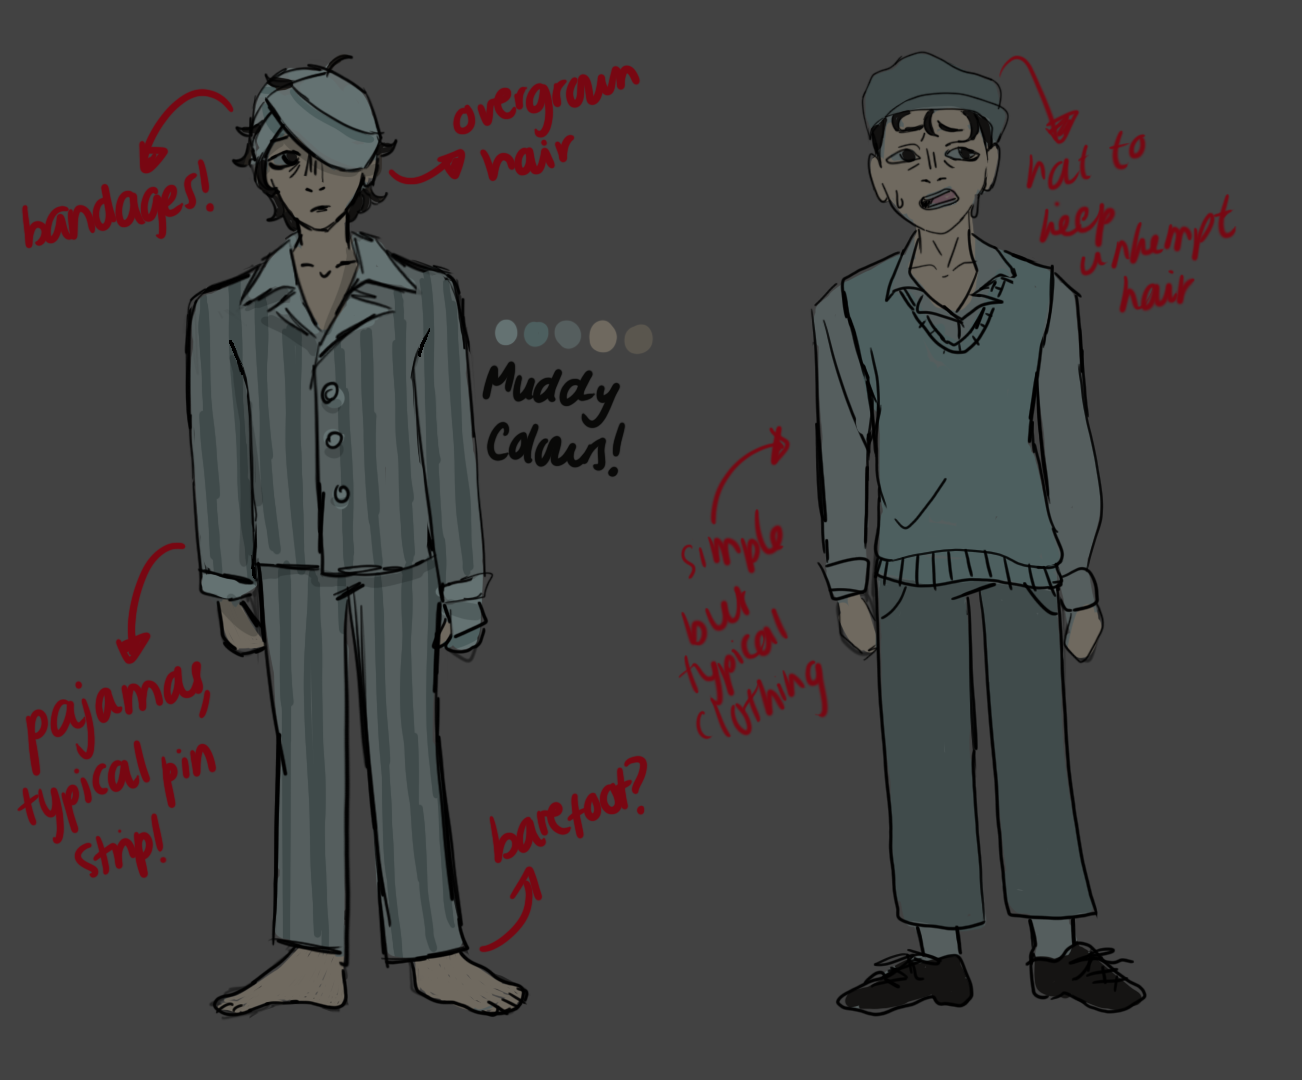 bandages!
overgrown
hair
hat to
keep
unkempt
hair
Muddy
Colours!
simple
but
typical
clothing
pajamas,
typical pin
strip!
barefoot?